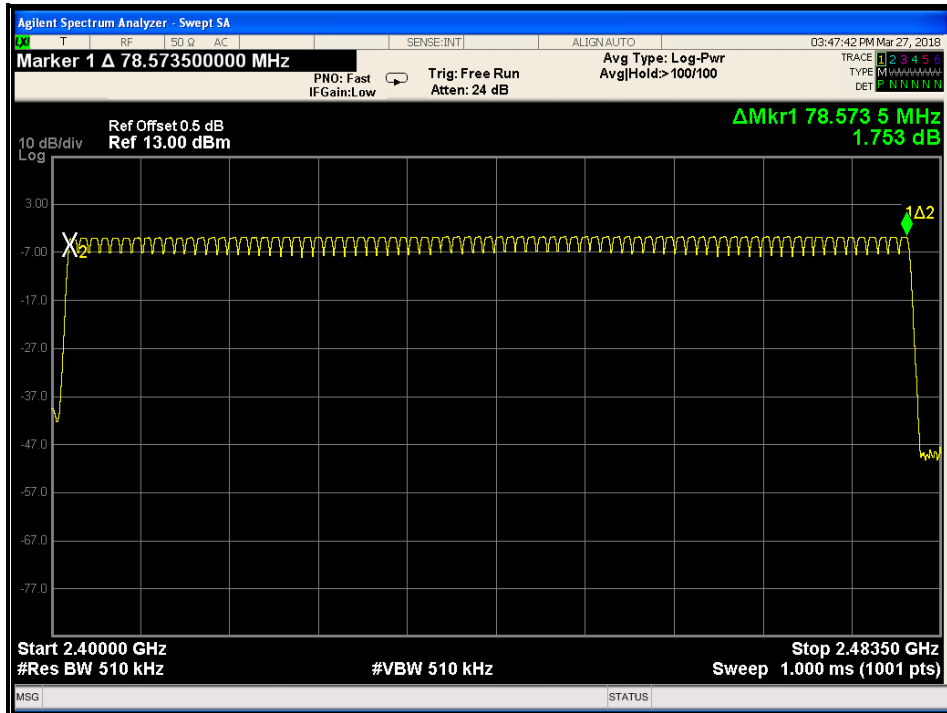 Agilent Spectrum Analyzer - Swept SA
LXI T RF 50 Ω AC SENSE:INT ALIGN AUTO 03:47:42 PM Mar 27, 2018
Marker 1 Δ 78.573500000 MHz
PNO: Fast
IFGain:Low
Trig: Free Run
Atten: 24 dB
Avg Type: Log-Pwr
Avg|Hold:> 100/100
TRACE 1 2 3 4 5 6
TYPE M
DET P N N N N N
ΔMkr1 78.573 5 MHz
1.753 dB
Ref Offset 0.5 dB
10 dB/div Ref 13.00 dBm
Log
3.00
1Δ2
X2
-7.00
-17.0
-27.0
-37.0
-47.0
-57.0
-67.0
-77.0
Start 2.40000 GHz Stop 2.48350 GHz
#Res BW 510 kHz #VBW 510 kHz Sweep 1.000 ms (1001 pts)
MSG STATUS